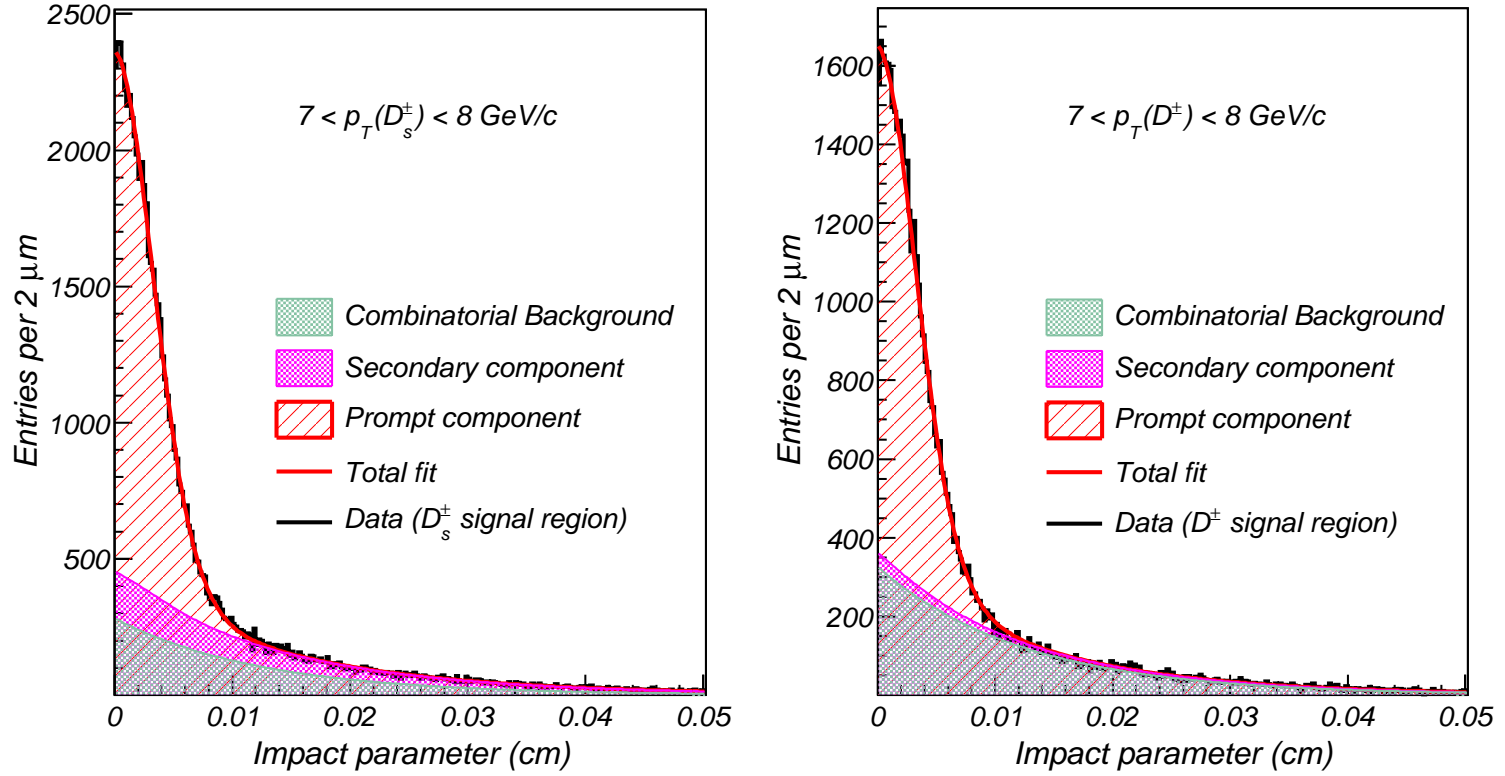 Entries per 2 μm
2500
2000
1500
1000
500
7 < p_T(D_s^±) < 8 GeV/c
Combinatorial Background
Secondary component
Prompt component
Total fit
Data (D_s^± signal region)
0 0.01 0.02 0.03 0.04 0.05
Impact parameter (cm)
Entries per 2 μm
1600
1400
1200
1000
800
600
400
200
7 < p_T(D^±) < 8 GeV/c
Combinatorial Background
Secondary component
Prompt component
Total fit
Data (D^± signal region)
0 0.01 0.02 0.03 0.04 0.05
Impact parameter (cm)